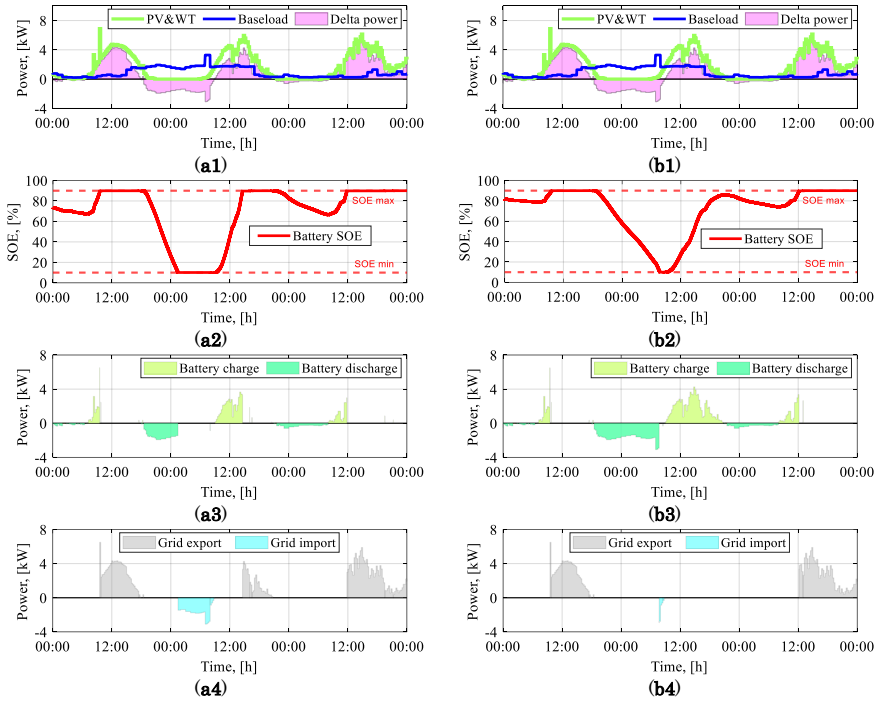 PV&WT Baseload Delta power
Power, [kW]
8
4
0
-4
00:00 12:00 00:00 12:00 00:00 12:00 00:00
Time, [h]
(a1)
PV&WT Baseload Delta power
Power, [kW]
8
4
0
-4
00:00 12:00 00:00 12:00 00:00 12:00 00:00
Time, [h]
(b1)
SOE, [%]
100
80
60
40
20
0
SOE max
Battery SOE
SOE min
00:00 12:00 00:00 12:00 00:00 12:00 00:00
Time, [h]
(a2)
SOE, [%]
100
80
60
40
20
0
SOE max
Battery SOE
SOE min
00:00 12:00 00:00 12:00 00:00 12:00 00:00
Time, [h]
(b2)
Battery charge Battery discharge
Power, [kW]
8
4
0
-4
00:00 12:00 00:00 12:00 00:00 12:00 00:00
Time, [h]
(a3)
Battery charge Battery discharge
Power, [kW]
8
4
0
-4
00:00 12:00 00:00 12:00 00:00 12:00 00:00
Time, [h]
(b3)
Grid export Grid import
Power, [kW]
8
4
0
-4
00:00 12:00 00:00 12:00 00:00 12:00 00:00
Time, [h]
(a4)
Grid export Grid import
Power, [kW]
8
4
0
-4
00:00 12:00 00:00 12:00 00:00 12:00 00:00
Time, [h]
(b4)